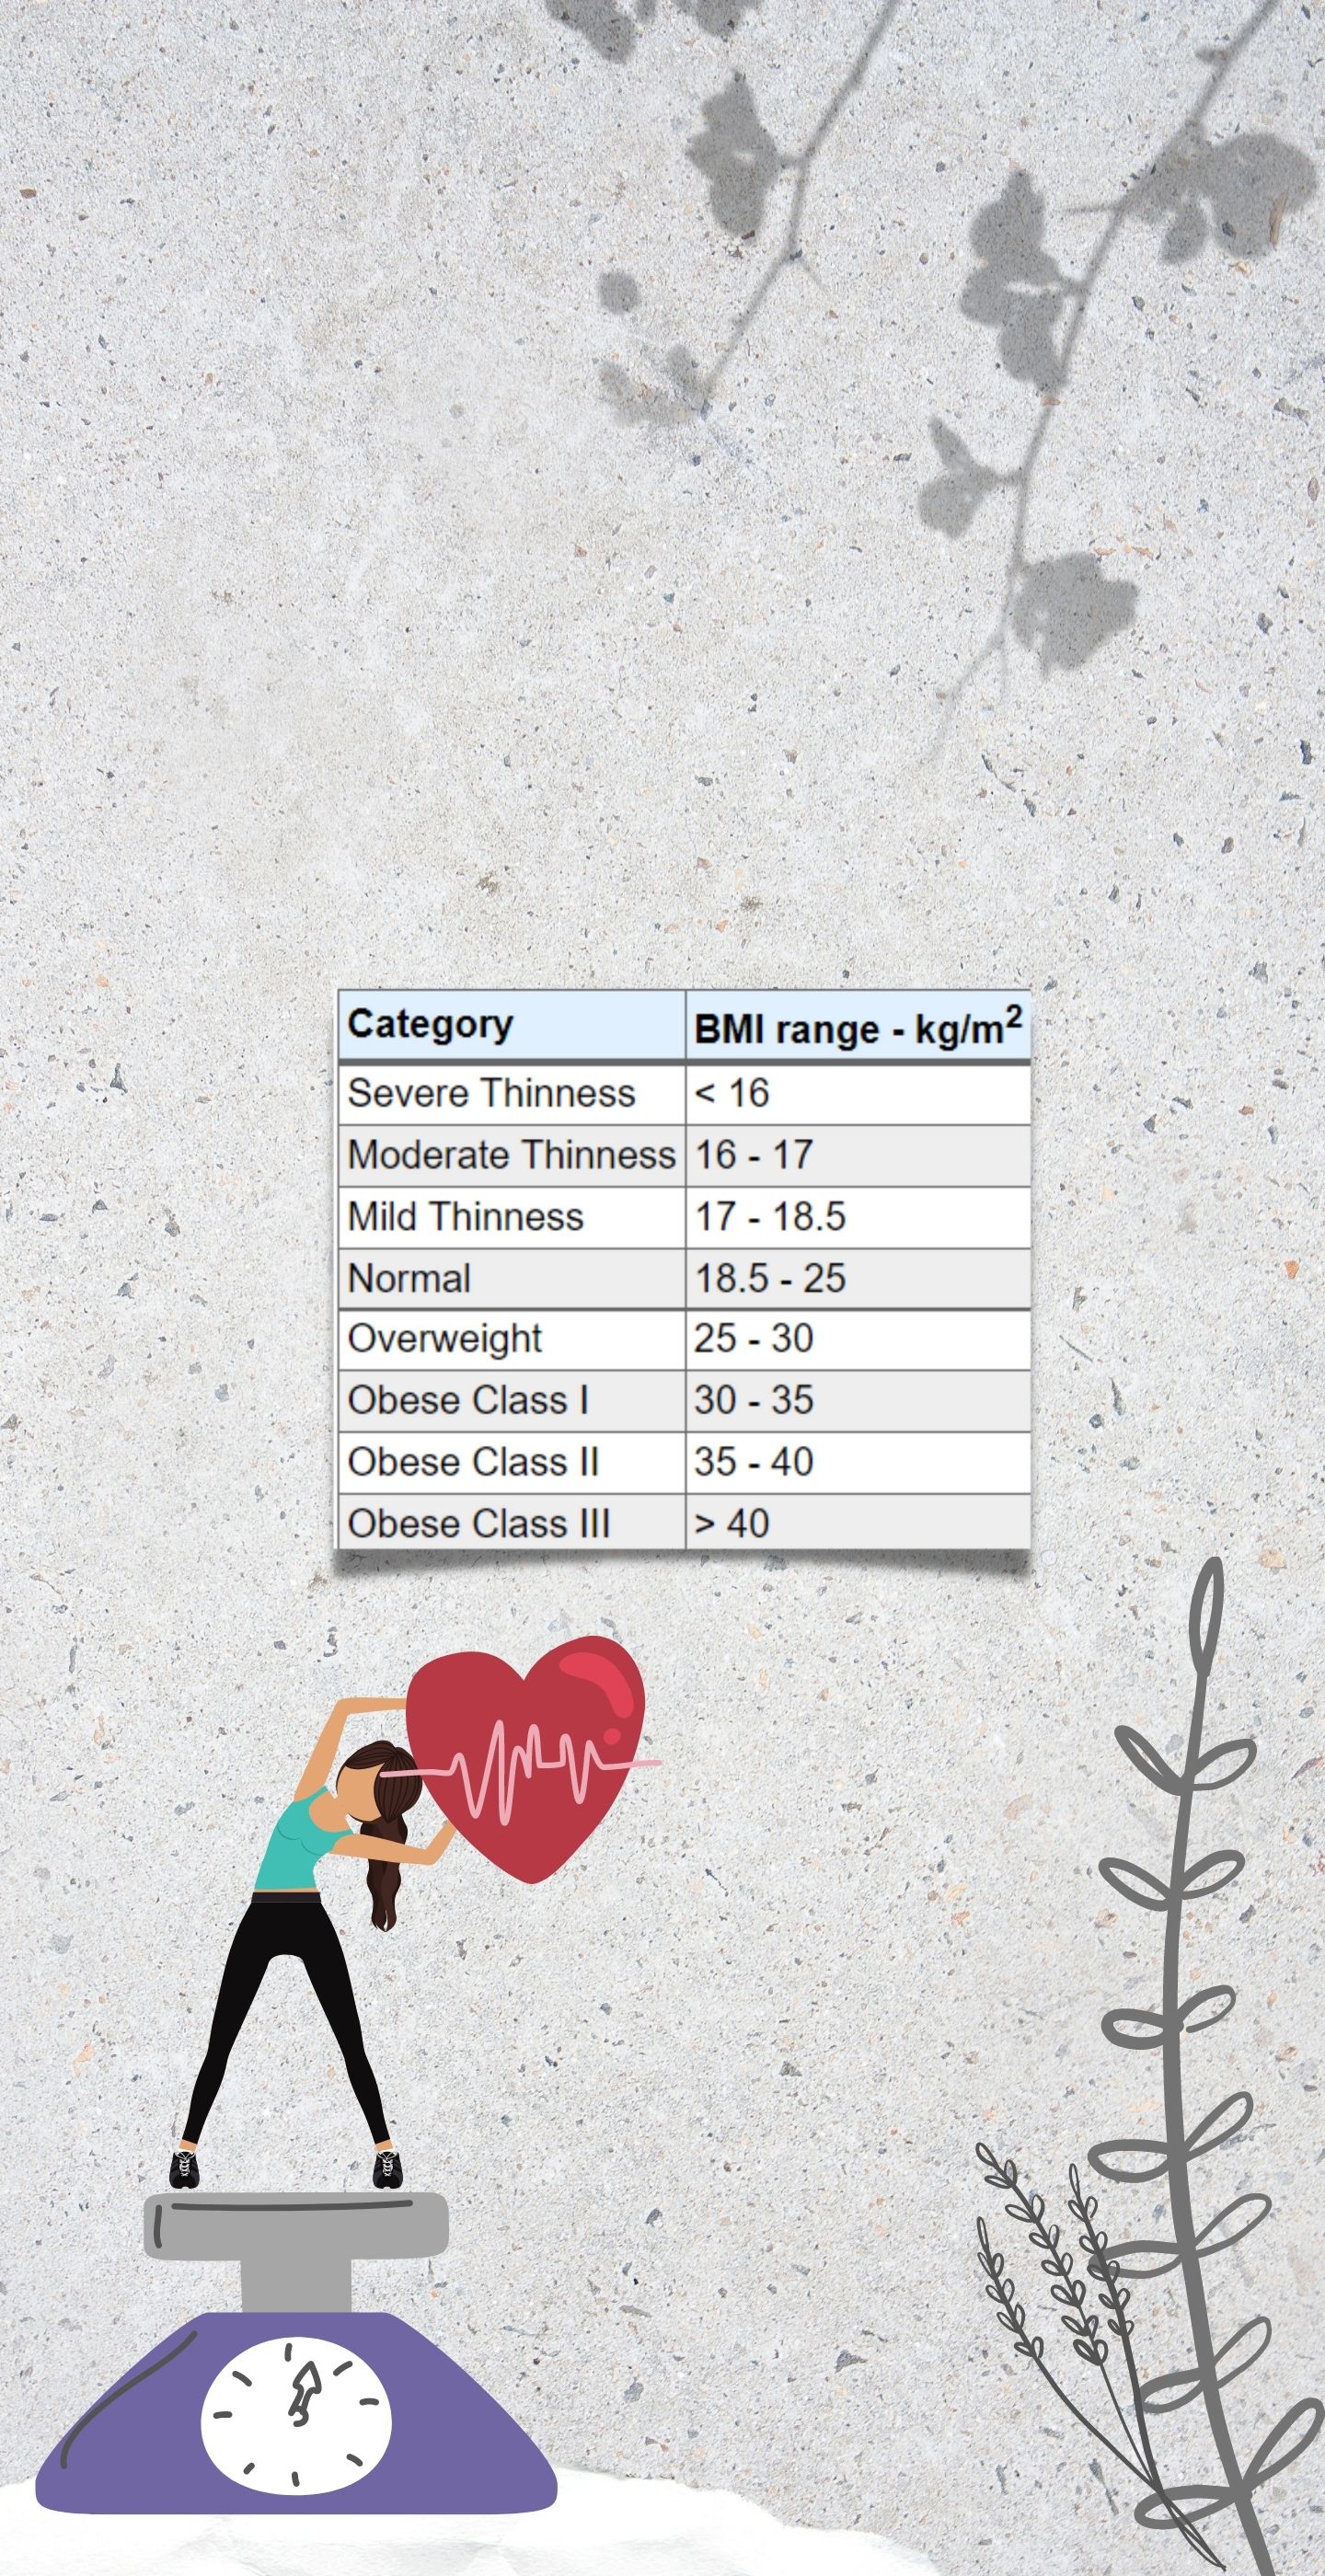 Category BMI range - kg/m²
Severe Thinness < 16
Moderate Thinness 16 - 17
Mild Thinness 17 - 18.5
Normal 18.5 - 25
Overweight 25 - 30
Obese Class I 30 - 35
Obese Class II 35 - 40
Obese Class III > 40